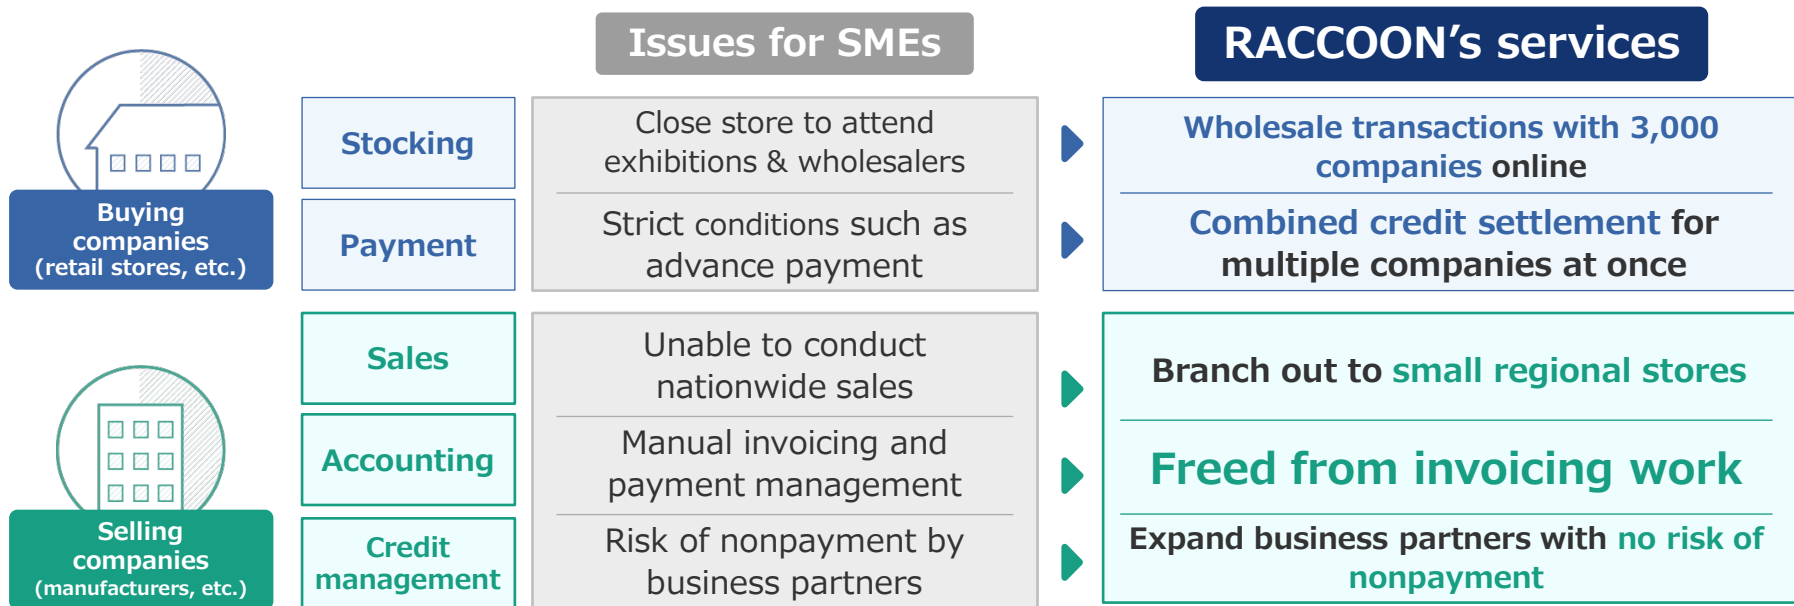 Issues for SMEs
RACCOON’s services
Buying
companies
(retail stores, etc.)
Stocking
Close store to attend
exhibitions & wholesalers
Wholesale transactions with 3,000
companies online
Payment
Strict conditions such as
advance payment
Combined credit settlement for
multiple companies at once
Selling
companies
(manufacturers, etc.)
Sales
Unable to conduct
nationwide sales
Branch out to small regional stores
Accounting
Manual invoicing and
payment management
Freed from invoicing work
Credit
management
Risk of nonpayment by
business partners
Expand business partners with no risk of
nonpayment